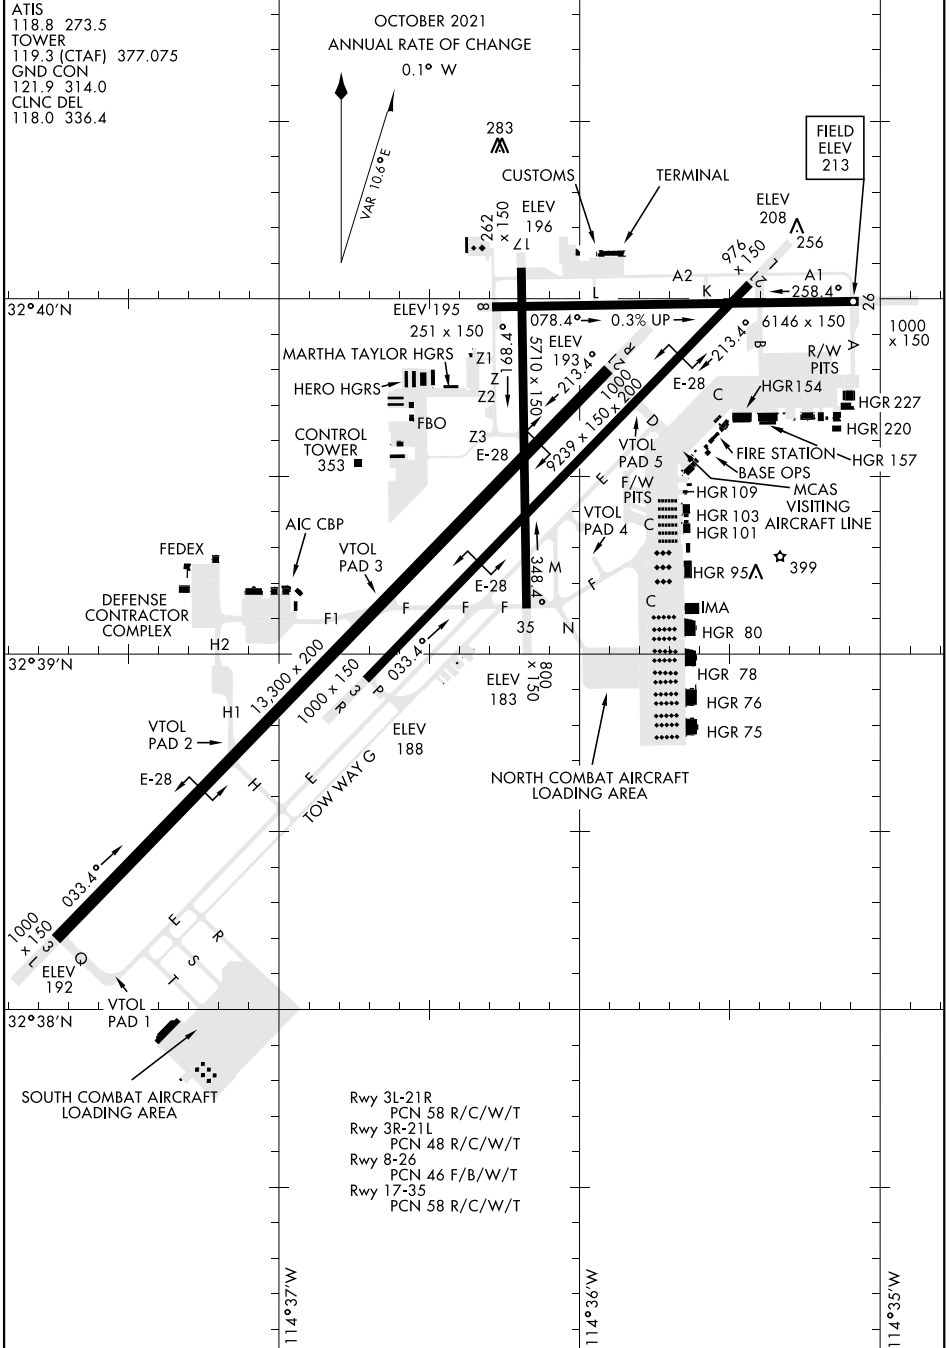 ATIS
118.8 273.5
TOWER
119.3 (CTAF) 377.075
GND CON
121.9 314.0
CLNC DEL
118.0 336.4
OCTOBER 2021
ANNUAL RATE OF CHANGE
0.1° W
VAR 10.6° E
283
CUSTOMS
TERMINAL
FIELD
ELEV
213
262
x 150
ELEV
196
17
ELEV
208
256
976
x 150
21
L
A2
A1
L
K
258.4°
26
32°40'N
ELEV 195
8
251 x 150
078.4°
0.3% UP
6146 x 150
1000
x 150
168.4°
5710 x 150
ELEV
193
213.4°
21
R
1000
213.4°
B
A
R/W
PITS
MARTHA TAYLOR HGRS
Z1
Z
HERO HGRS
Z2
E-28
C
HGR 154
HGR 227
FBO
9239 x 150 x 200
D
HGR 220
CONTROL
TOWER
353
Z3
E-28
VTOL
PAD 5
FIRE STATION
HGR 157
BASE OPS
E
F/W
PITS
MCAS
VISITING
AIRCRAFT LINE
HGR 109
VTOL
PAD 4
C
HGR 103
HGR 101
AIC CBP
FEDEX
VTOL
PAD 3
399
HGR 95
E-28
348.4°
M
F
DEFENSE
CONTRACTOR
COMPLEX
C
IMA
F1
F
F
F
35
N
HGR 80
H2
32°39'N
13,300 x 200
1000 x 150
3
R
P
033.4°
ELEV
183
800
x 150
HGR 78
H1
HGR 76
VTOL
PAD 2
ELEV
188
HGR 75
E-28
H
E
TOW WAY G
NORTH COMBAT AIRCRAFT
LOADING AREA
033.4°
1000
x 150
3
L
Q
E
R
S
T
ELEV
192
32°38'N
VTOL
PAD 1
SOUTH COMBAT AIRCRAFT
LOADING AREA
Rwy 3L-21R
PCN 58 R/C/W/T
Rwy 3R-21L
PCN 48 R/C/W/T
Rwy 8-26
PCN 46 F/B/W/T
Rwy 17-35
PCN 58 R/C/W/T
114°37'W
114°36'W
114°35'W